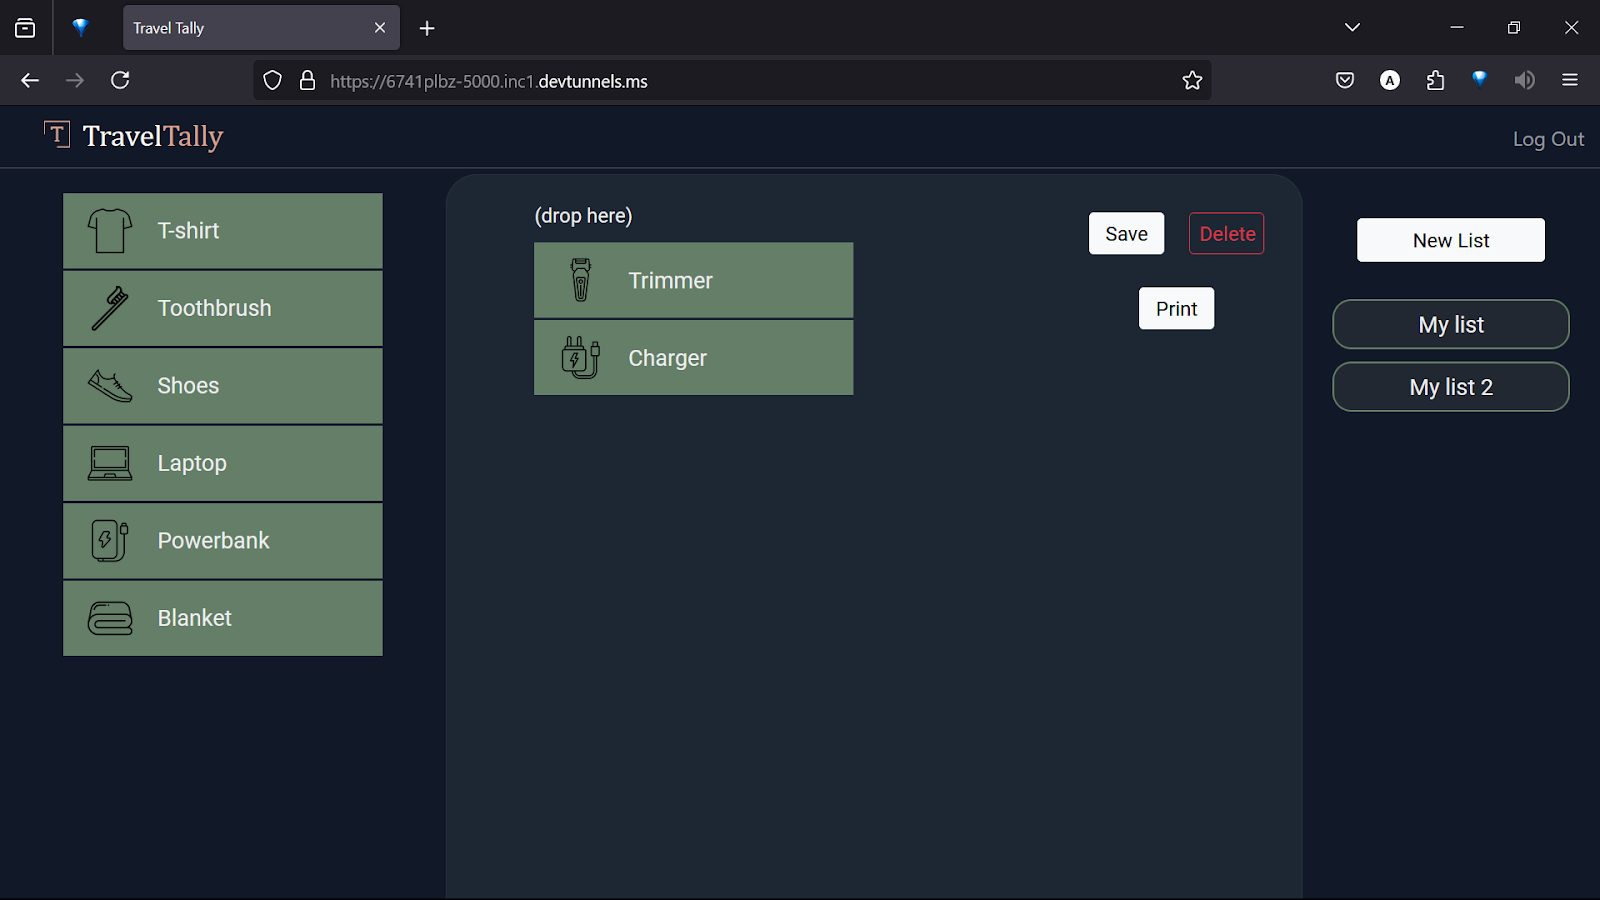 Travel Tally
https://6741plbz-5000.inc1.devtunnels.ms
A
T TravelTally
Log Out
T-shirt
Toothbrush
Shoes
Laptop
Powerbank
Blanket
(drop here)
Trimmer
Charger
Save
Delete
Print
New List
My list
My list 2